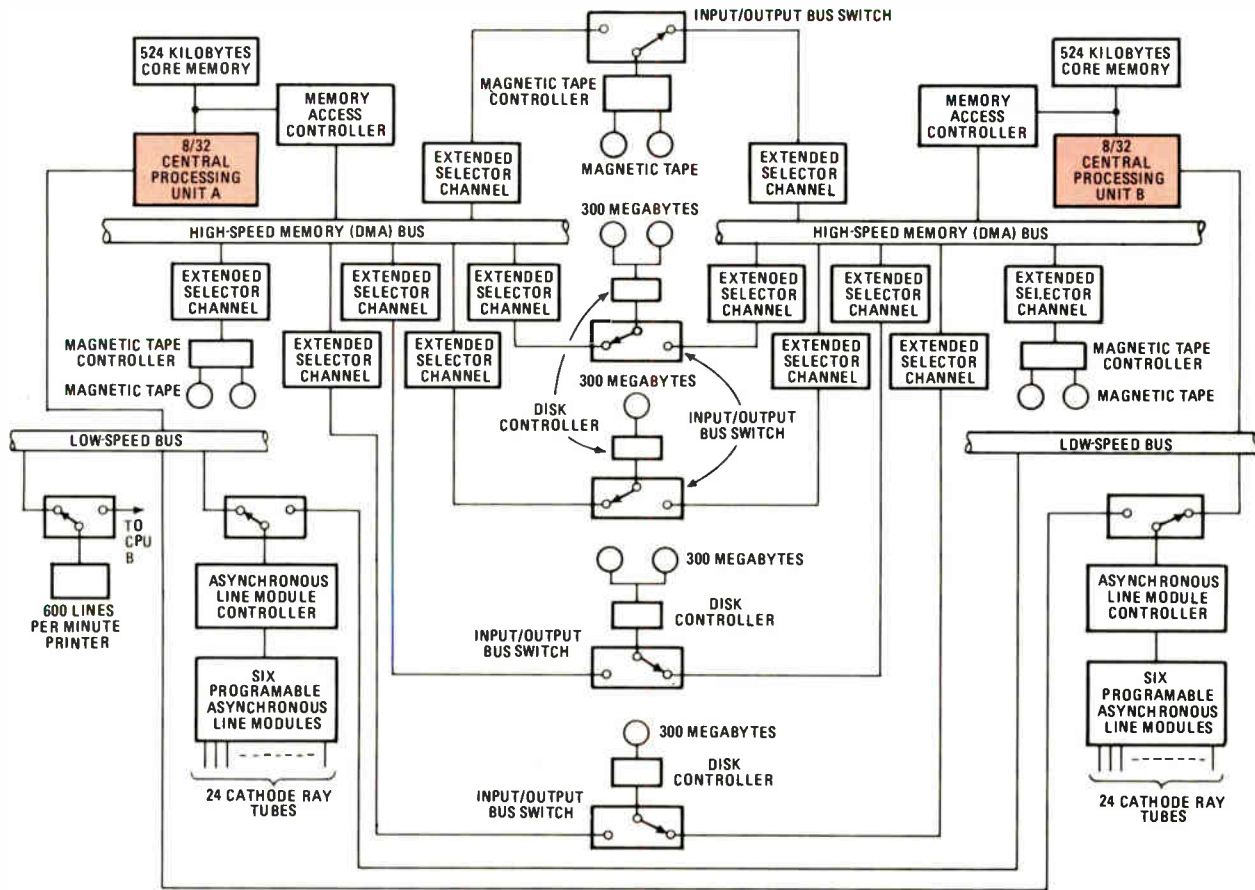 INPUT/OUTPUT BUS SWITCH
524 KILOBYTES
CORE MEMORY
MEMORY
ACCESS
CONTROLLER
8/32
CENTRAL
PROCESSING
UNIT A
MAGNETIC TAPE
CONTROLLER
MAGNETIC TAPE
EXTENDED
SELECTOR
CHANNEL
EXTENDED
SELECTOR
CHANNEL
524 KILOBYTES
CORE MEMORY
MEMORY
ACCESS
CONTROLLER
8/32
CENTRAL
PROCESSING
UNIT B
HIGH-SPEED MEMORY (DMA) BUS
300 MEGABYTES
HIGH-SPEED MEMORY (DMA) BUS
EXTENDED
SELECTOR
CHANNEL
EXTENDED
SELECTOR
CHANNEL
EXTENDED
SELECTOR
CHANNEL
EXTENDED
SELECTOR
CHANNEL
EXTENDED
SELECTOR
CHANNEL
EXTENDED
SELECTOR
CHANNEL
EXTENDED
SELECTOR
CHANNEL
EXTENDED
SELECTOR
CHANNEL
EXTENDED
SELECTOR
CHANNEL
EXTENDED
SELECTOR
CHANNEL
MAGNETIC TAPE
CONTROLLER
MAGNETIC TAPE
300 MEGABYTES
DISK
CONTROLLER
INPUT/OUTPUT
BUS SWITCH
MAGNETIC TAPE
CONTROLLER
MAGNETIC TAPE
LOW-SPEED BUS
LOW-SPEED BUS
TO
CPU
B
600 LINES
PER MINUTE
PRINTER
ASYNCHRONOUS
LINE MODULE
CONTROLLER
SIX
PROGRAMABLE
ASYNCHRONOUS
LINE MODULES
24 CATHODE RAY
TUBES
300 MEGABYTES
DISK
CONTROLLER
INPUT/OUTPUT
BUS SWITCH
300 MEGABYTES
DISK
CONTROLLER
INPUT/OUTPUT
BUS SWITCH
ASYNCHRONOUS
LINE MODULE
CONTROLLER
SIX
PROGRAMABLE
ASYNCHRONOUS
LINE MODULES
24 CATHODE RAY
TUBES